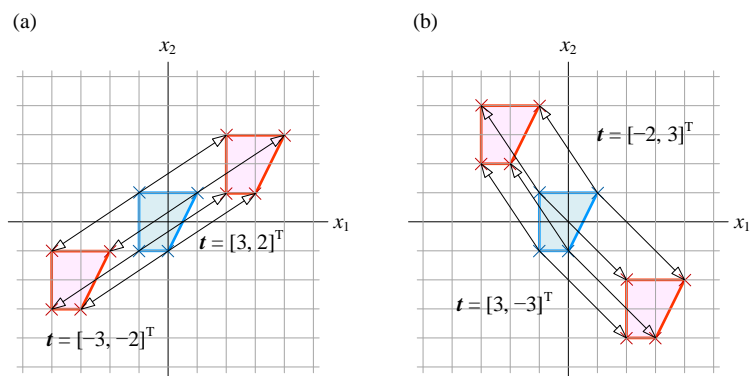 (a)
x₂
x₁
t = [3, 2]ᵀ
t = [−3, −2]ᵀ
(b)
x₂
t = [−2, 3]ᵀ
x₁
t = [3, −3]ᵀ